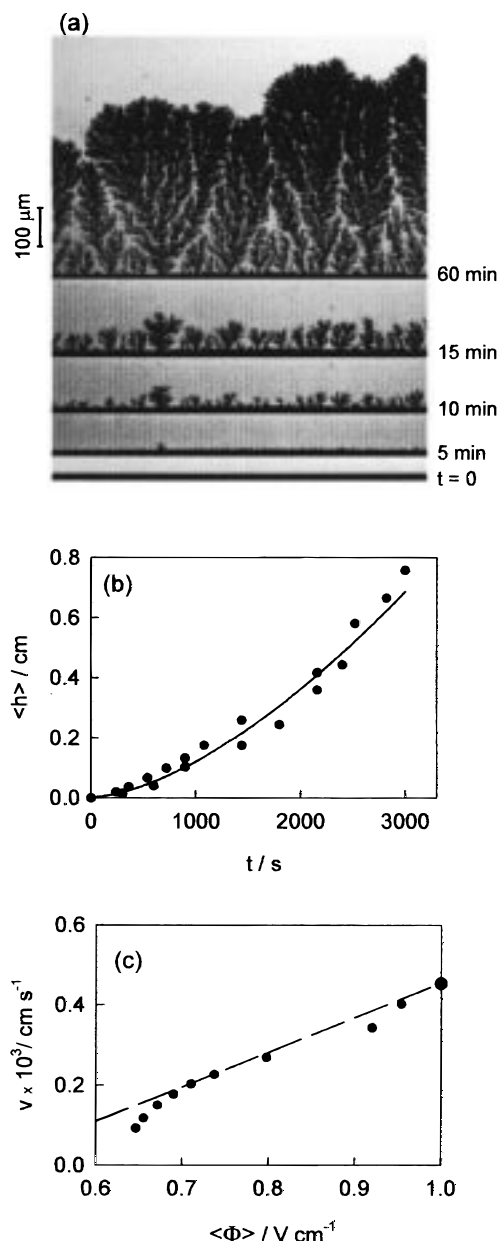 (a)
100 μm
60 min
15 min
10 min
5 min
t = 0
(b)
<h> / cm
0.8
0.6
0.4
0.2
0.0
0 1000 2000 3000
t / s
(c)
v x 10³/ cm s⁻¹
0.6
0.4
0.2
0.0
0.6 0.7 0.8 0.9 1.0
<Φ> / V cm⁻¹